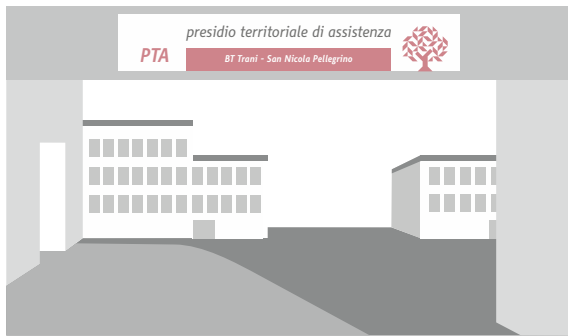 presidio territoriale di assistenza
PTA
BT Trani - San Nicola Pellegrino